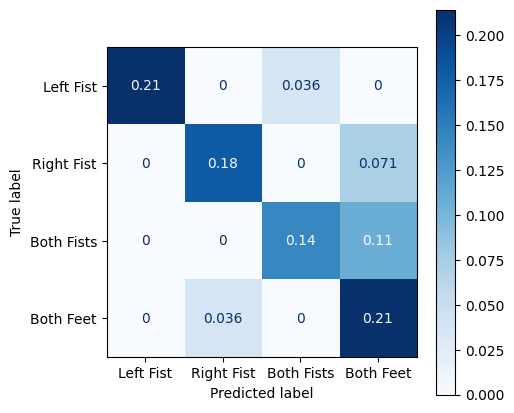 Left Fist 0.21 0 0.036 0
Right Fist 0 0.18 0 0.071
Both Fists 0 0 0.14 0.11
Both Feet 0 0.036 0 0.21
Left Fist Right Fist Both Fists Both Feet
Predicted label
True label
0.200
0.175
0.150
0.125
0.100
0.075
0.050
0.025
0.000